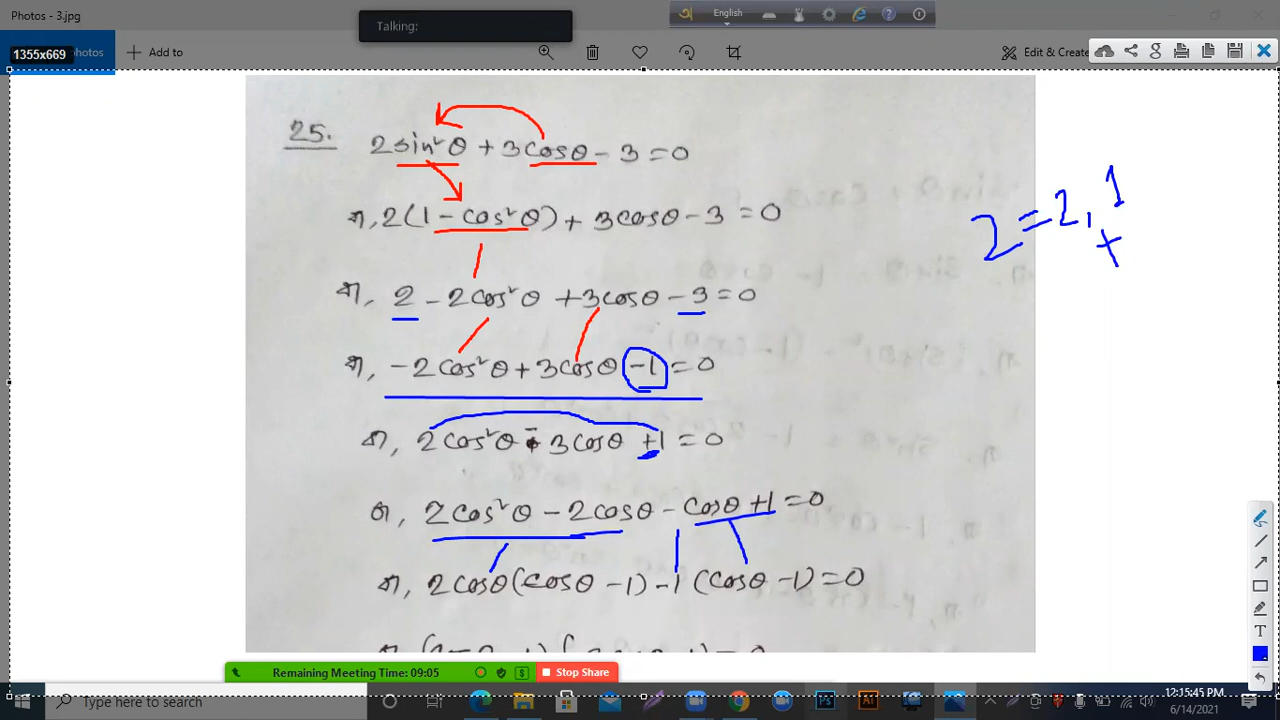 Photos - 3.jpg
Talking:
অ English
1355x669
photos
Add to
Edit & Create
25. 2sin²θ + 3cosθ - 3 = 0
বা, 2(1 - cos²θ) + 3cosθ - 3 = 0
2 = 2, 1
+
বা, 2 - 2cos²θ + 3cosθ - 3 = 0
বা, -2cos²θ + 3cosθ -1 = 0
বা, 2cos²θ - 3cosθ +1 = 0
বা, 2cos²θ - 2cosθ - cosθ +1 = 0
বা, 2cosθ(cosθ - 1) -1 (cosθ -1) = 0
Remaining Meeting Time: 09:05
Stop Share
Type here to search
12:15:45 PM
6/14/2021